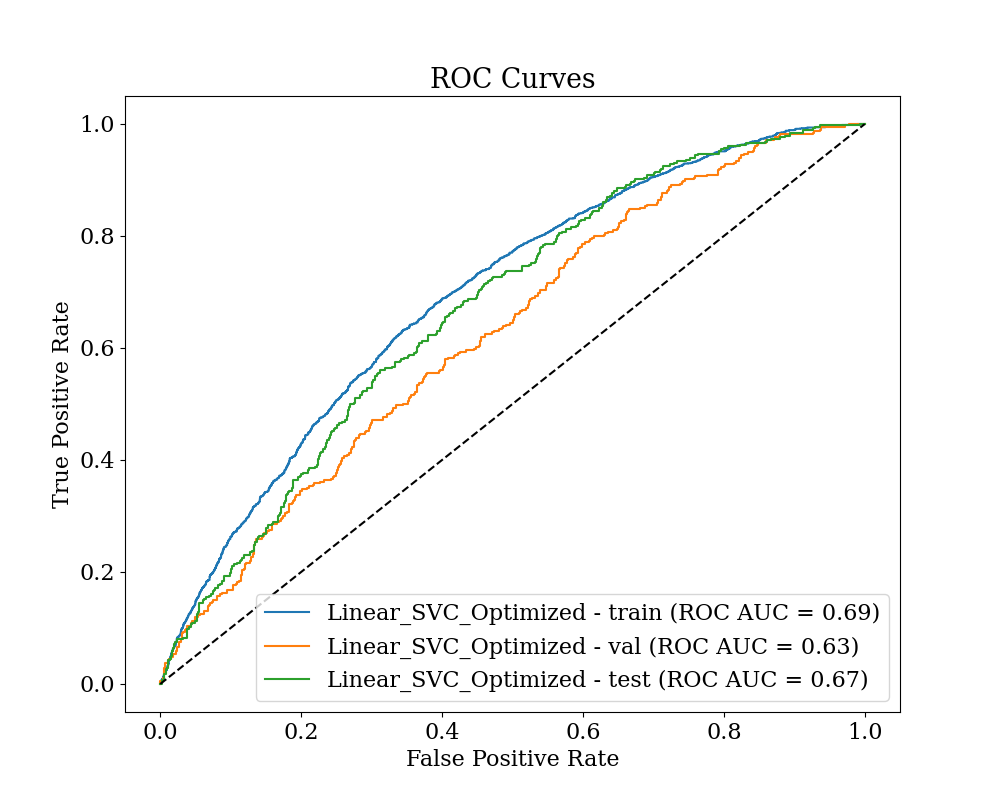 ROC Curves
True Positive Rate
1.0
0.8
0.6
0.4
0.2
0.0
Linear_SVC_Optimized - train (ROC AUC = 0.69)
Linear_SVC_Optimized - val (ROC AUC = 0.63)
Linear_SVC_Optimized - test (ROC AUC = 0.67)
0.0 0.2 0.4 0.6 0.8 1.0
False Positive Rate